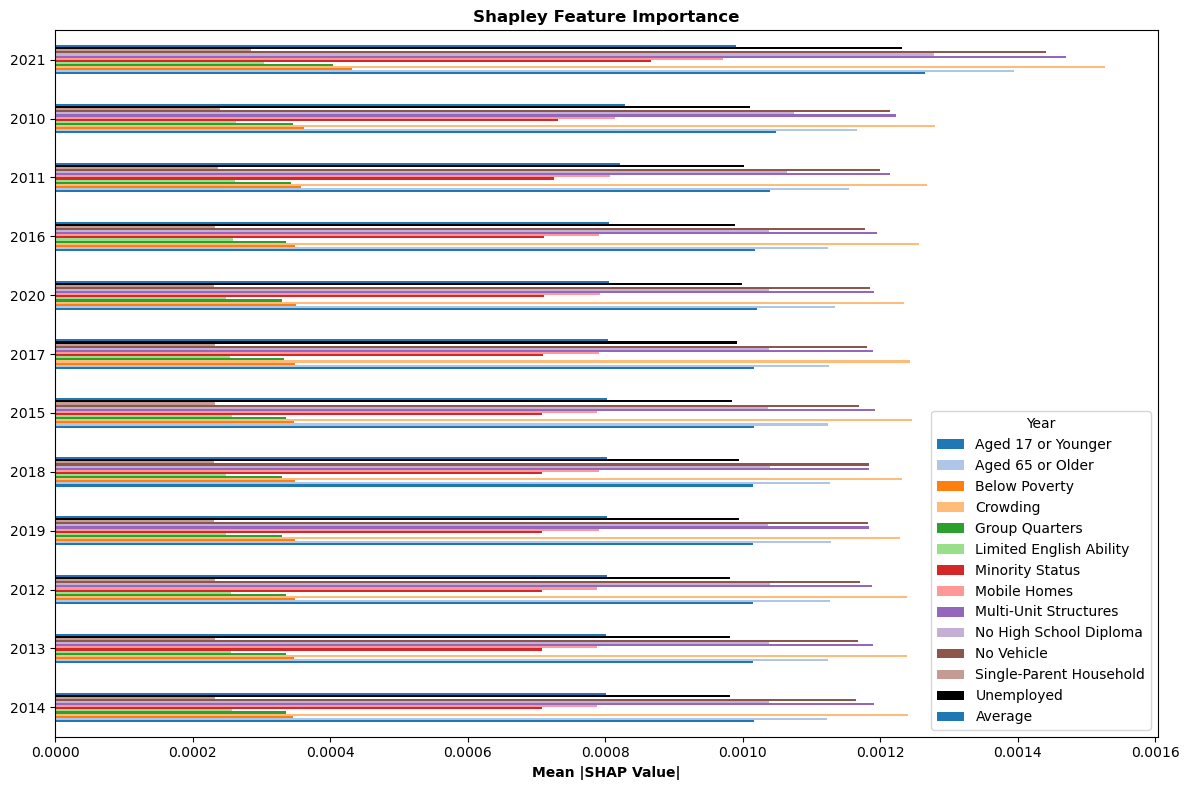 Shapley Feature Importance
2021
2010
2011
2016
2020
2017
2015
2018
2019
2012
2013
2014
Year
Aged 17 or Younger
Aged 65 or Older
Below Poverty
Crowding
Group Quarters
Limited English Ability
Minority Status
Mobile Homes
Multi-Unit Structures
No High School Diploma
No Vehicle
Single-Parent Household
Unemployed
Average
0.0000 0.0002 0.0004 0.0006 0.0008 0.0010 0.0012 0.0014 0.0016
Mean |SHAP Value|